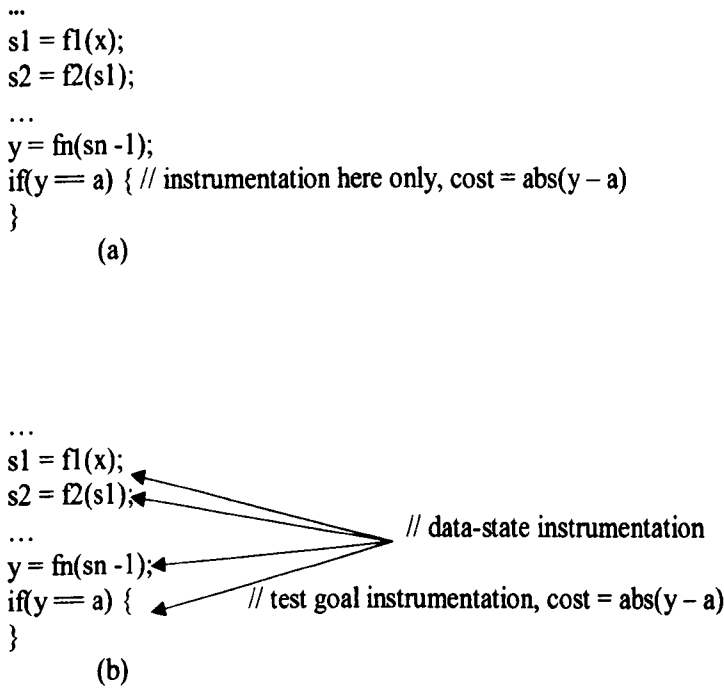 ...
s1 = f1(x);
s2 = f2(s1);
...
y = fn(sn -1);
if(y == a) { // instrumentation here only, cost = abs(y – a)
}
(a)
...
s1 = f1(x);
s2 = f2(s1);
// data-state instrumentation
...
y = fn(sn -1);
if(y == a) { // test goal instrumentation, cost = abs(y – a)
}
(b)